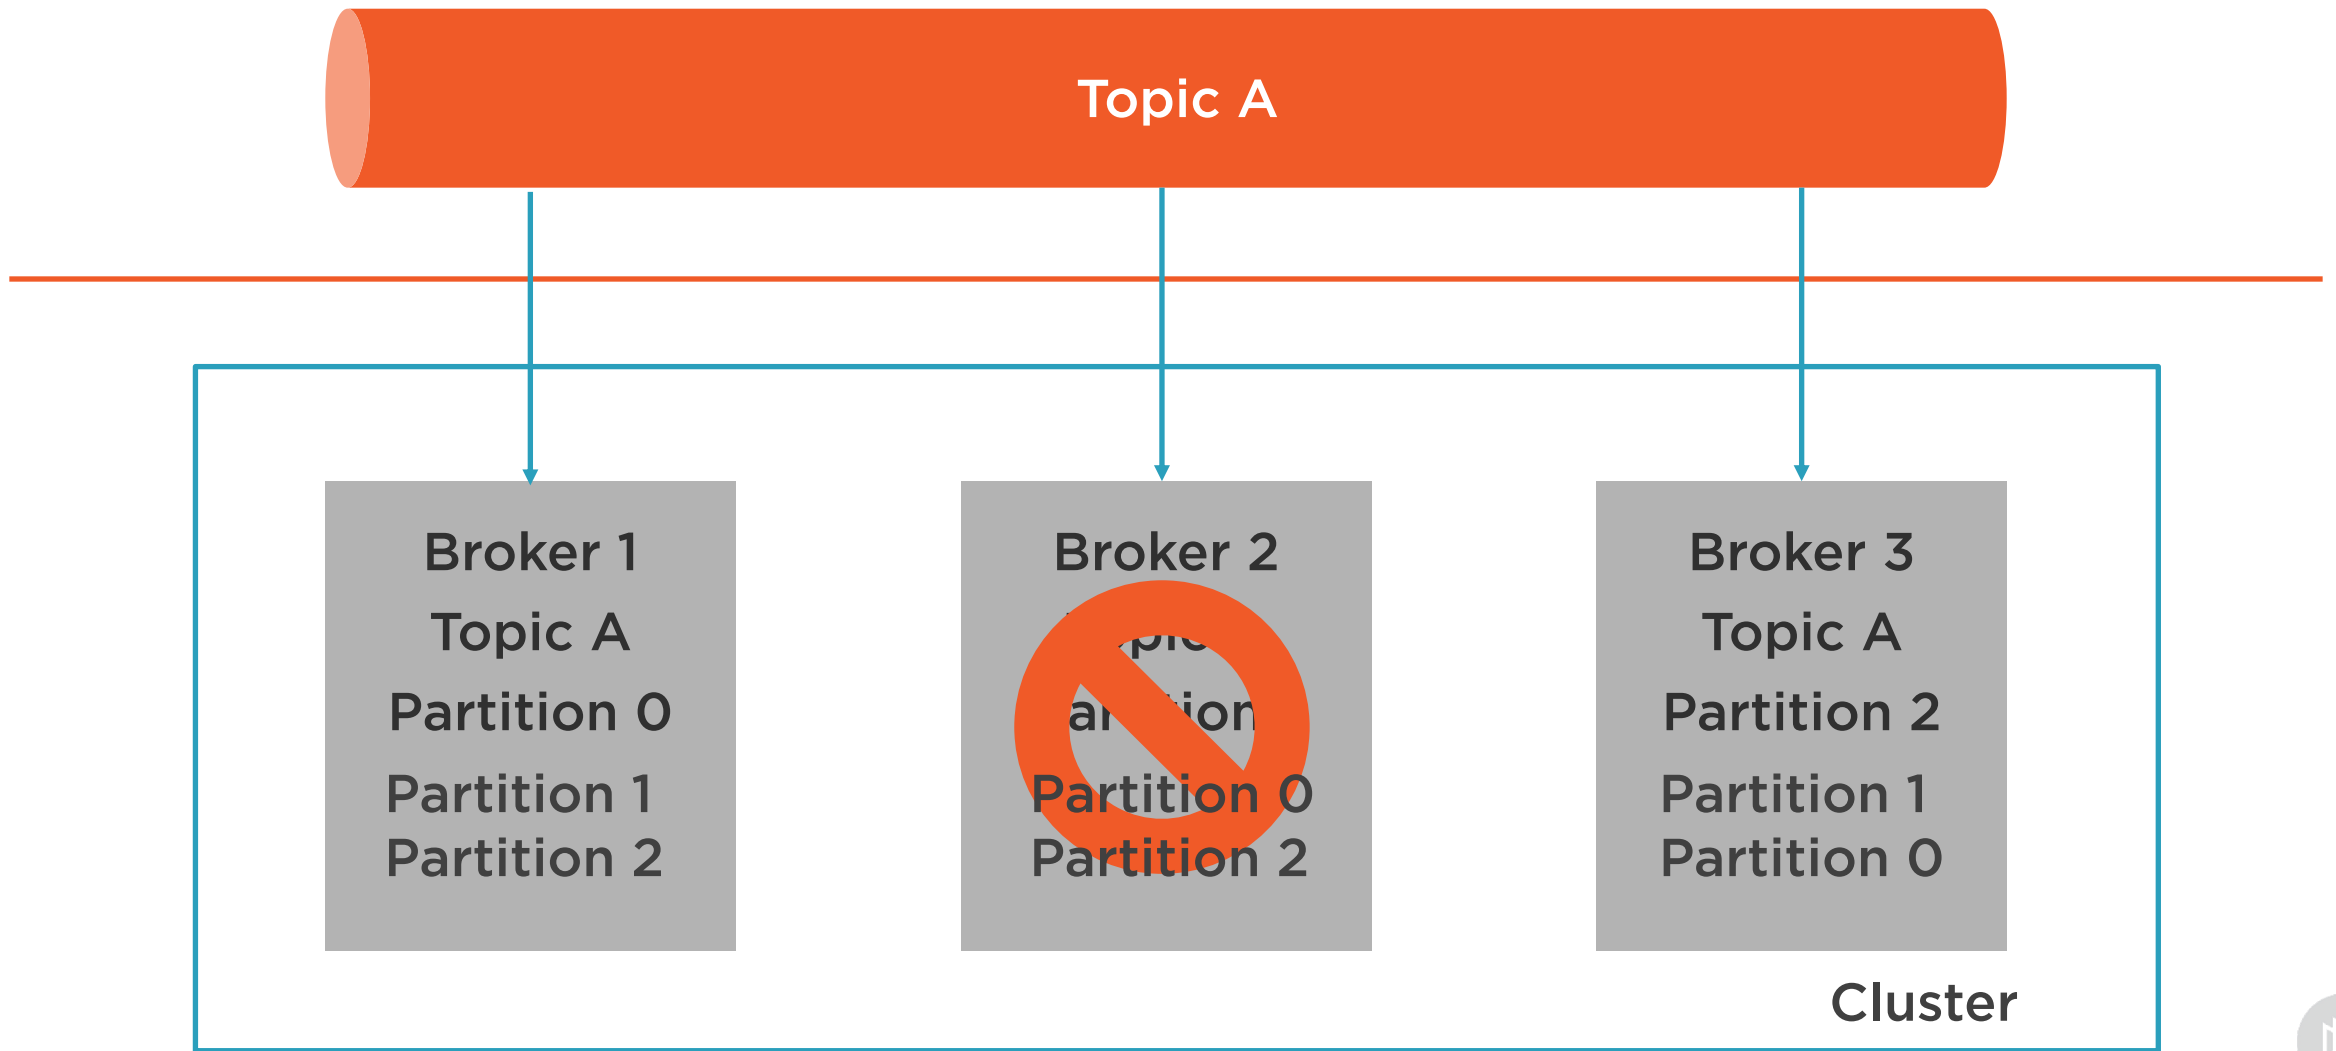 Topic A
Broker 1
Topic A
Partition 0
Partition 1
Partition 2
Broker 2
Partition 0
Partition 2
Broker 3
Topic A
Partition 2
Partition 1
Partition 0
Cluster